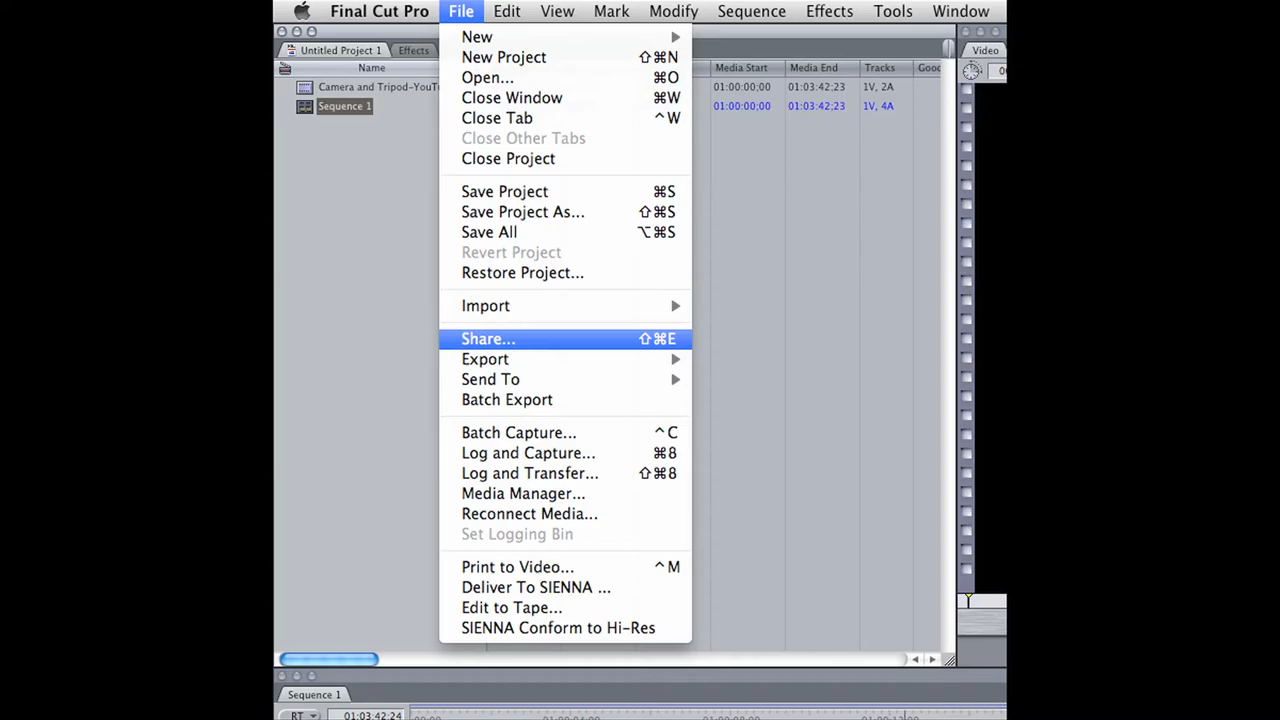 Final Cut Pro File Edit View Mark Modify Sequence Effects Tools Window
Untitled Project 1 Effects Video
Name Media Start Media End Tracks
Camera and Tripod-YouT 01:00:00;00 01:03:42;23 1V, 2A
Sequence 1 01:00:00;00 01:03:42;23 1V, 4A
New
New Project ⇧⌘N
Open... ⌘O
Close Window ⌘W
Close Tab ^W
Close Other Tabs
Close Project
Save Project ⌘S
Save Project As... ⇧⌘S
Save All ⌥⌘S
Revert Project
Restore Project...
Import
Share... ⇧⌘E
Export
Send To
Batch Export
Batch Capture... ^C
Log and Capture... ⌘8
Log and Transfer... ⇧⌘8
Media Manager...
Reconnect Media...
Set Logging Bin
Print to Video... ^M
Deliver To SIENNA ...
Edit to Tape...
SIENNA Conform to Hi-Res
Sequence 1
RT 01:03:42;24